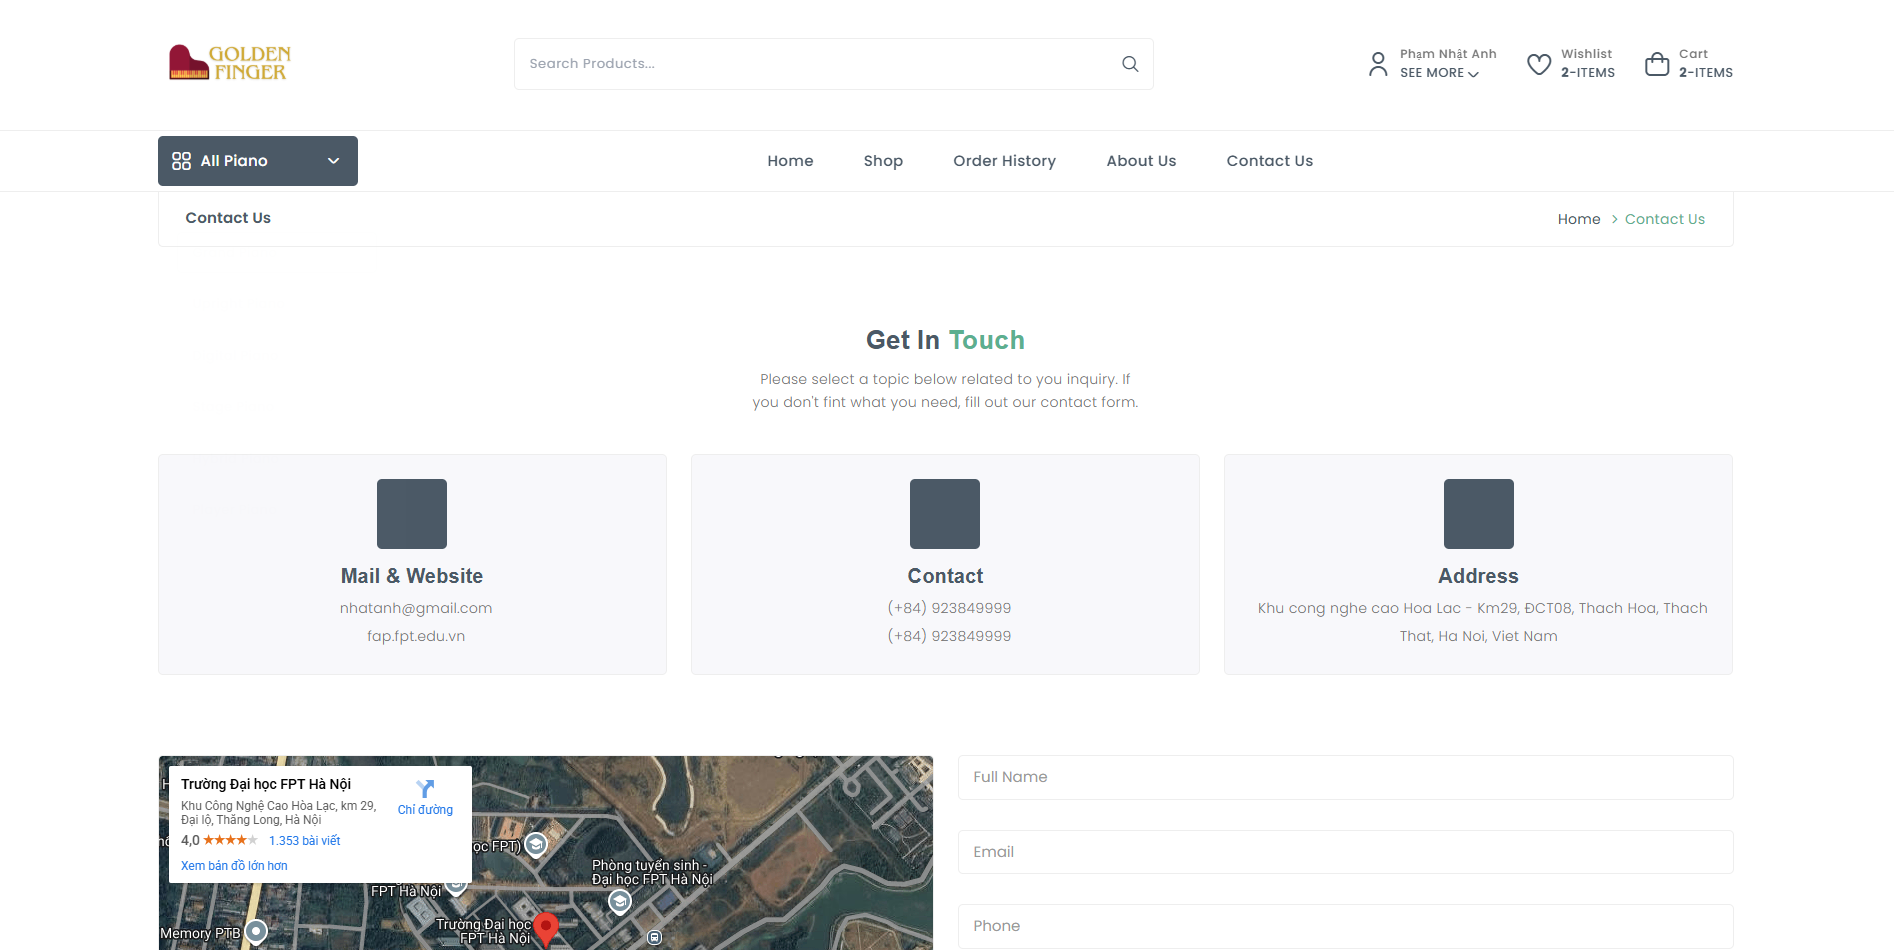 GOLDEN
FINGER
Search Products...
Phạm Nhật Anh
SEE MORE
Wishlist
2-ITEMS
Cart
2-ITEMS
All Piano
Home
Shop
Order History
About Us
Contact Us
Contact Us
Home > Contact Us
Get In Touch
Please select a topic below related to you inquiry. If
you don't fint what you need, fill out our contact form.
Mail & Website
nhatanh@gmail.com
fap.fpt.edu.vn
Contact
(+84) 923849999
(+84) 923849999
Address
Khu cong nghe cao Hoa Lac - Km29, ĐCT08, Thach Hoa, Thach
That, Ha Noi, Viet Nam
Trường Đại học FPT Hà Nội
Khu Công Nghệ Cao Hòa Lạc, km 29,
Đại lộ, Thăng Long, Hà Nội
4,0
1.353 bài viết
Xem bản đồ lớn hơn
Chỉ đường
FPT)
FPT Hà Nội
Phòng tuyển sinh -
Đại học FPT Hà Nội
Trường Đại học
FPT Hà Nội
Memory PTB
Full Name
Email
Phone